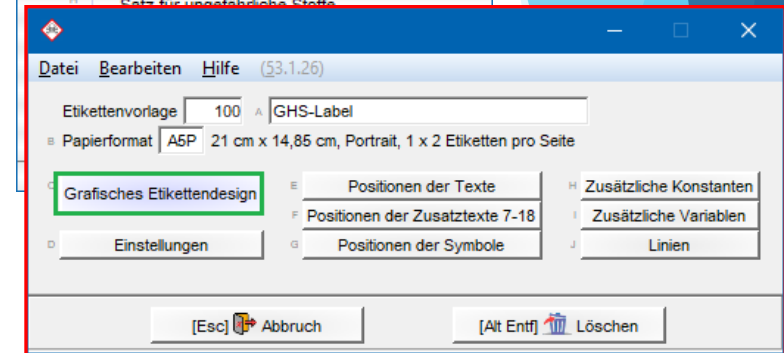 Satz für ungefährliche Stoffe
Datei Bearbeiten Hilfe (53.1.26)
Etikettenvorlage 100 A GHS-Label
B Papierformat A5P 21 cm x 14,85 cm, Portrait, 1 x 2 Etiketten pro Seite
C Grafisches Etikettendesign E Positionen der Texte H Zusätzliche Konstanten
F Positionen der Zusatztexte 7-18 I Zusätzliche Variablen
D Einstellungen G Positionen der Symbole J Linien
[Esc] Abbruch [Alt Entf] Löschen